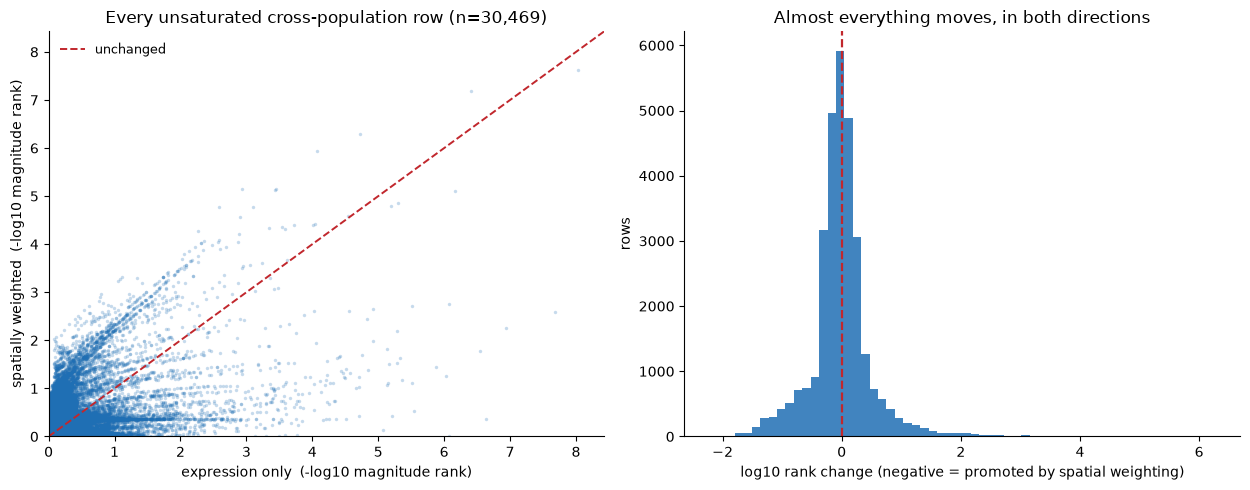 Every unsaturated cross-population row (n=30,469)
unchanged
8
7
6
5
4
3
2
1
0
spatially weighted (-log10 magnitude rank)
0 1 2 3 4 5 6 7 8
expression only (-log10 magnitude rank)
Almost everything moves, in both directions
6000
5000
4000
3000
2000
1000
0
rows
−2 0 2 4 6
log10 rank change (negative = promoted by spatial weighting)